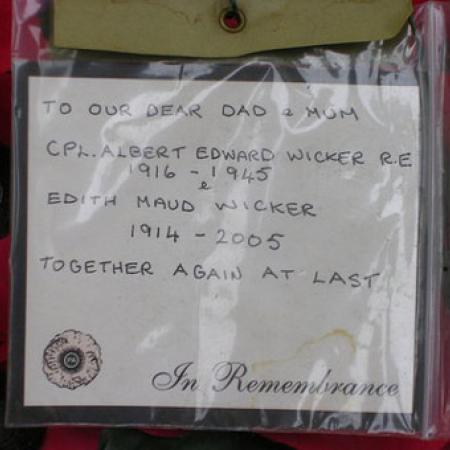 TO OUR DEAR DAD & MUM
CPL. ALBERT EDWARD WICKER R.E
1916 - 1945
&
EDITH MAUD WICKER
1914 - 2005
TOGETHER AGAIN AT LAST
In Remembrance